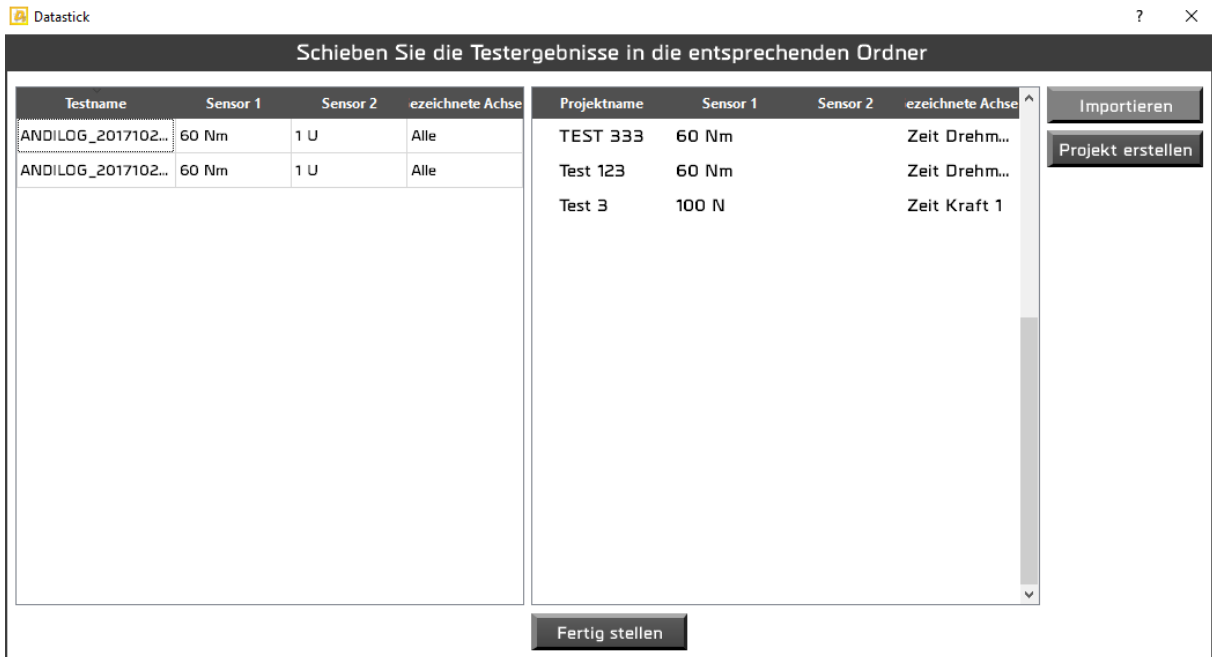 Datastick
?
Schieben Sie die Testergebnisse in die entsprechenden Ordner
Testname Sensor 1 Sensor 2 ezeichnete Achse
ANDILOG_2017102... 60 Nm 1 U Alle
ANDILOG_2017102... 60 Nm 1 U Alle
Projektname Sensor 1 Sensor 2 ezeichnete Achse
TEST 333 60 Nm Zeit Drehm...
Test 123 60 Nm Zeit Drehm...
Test 3 100 N Zeit Kraft 1
Importieren
Projekt erstellen
Fertig stellen